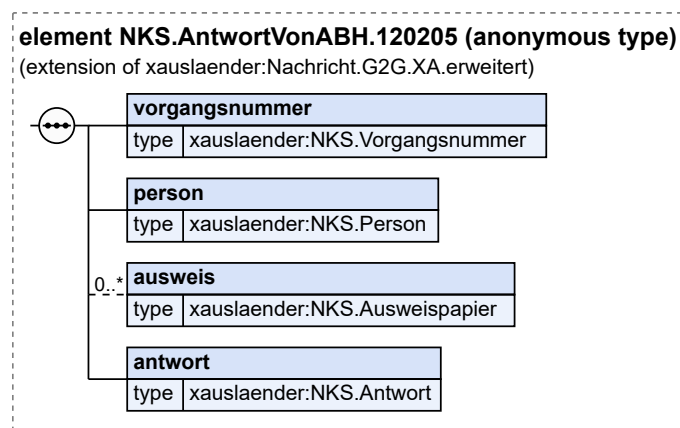 element NKS.AntwortVonABH.120205 (anonymous type)
(extension of xauslaender:Nachricht.G2G.XA.erweitert)
vorgangsnummer
type xauslaender:NKS.Vorgangsnummer
person
type xauslaender:NKS.Person
0..*
ausweis
type xauslaender:NKS.Ausweispapier
antwort
type xauslaender:NKS.Antwort